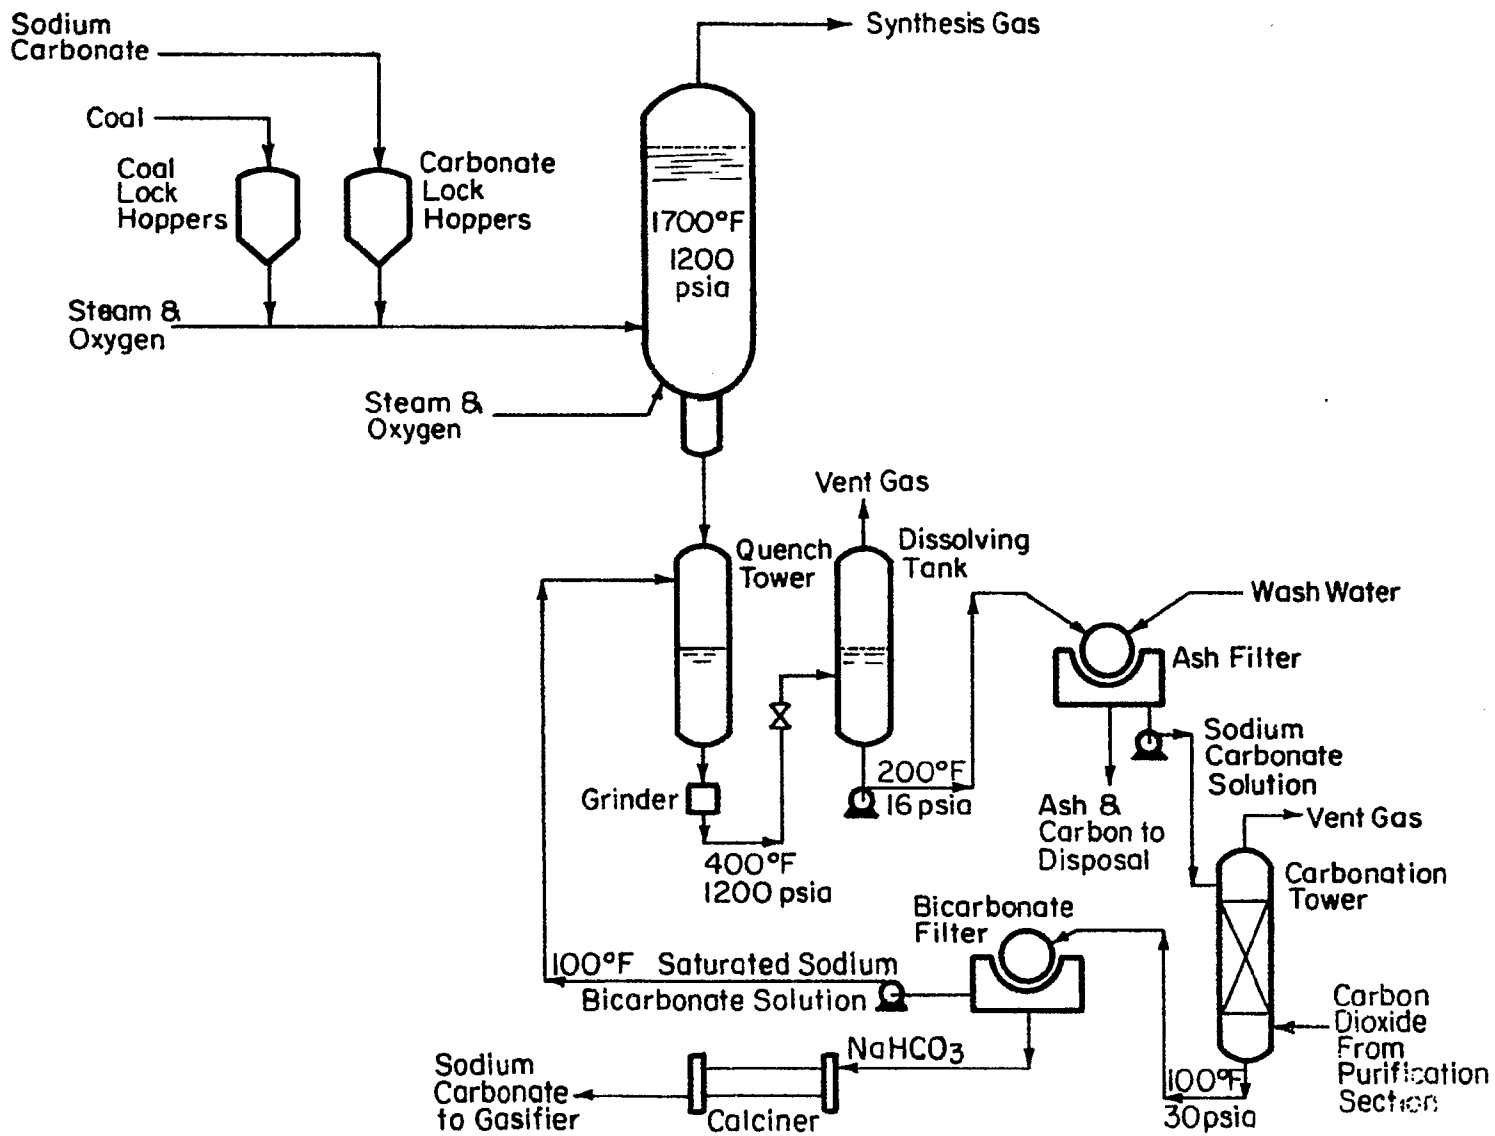 Sodium
Carbonate
Synthesis Gas
Coal
Coal
Lock
Hoppers
Carbonate
Lock
Hoppers
1700°F
1200
psia
Steam &
Oxygen
Steam &
Oxygen
Vent Gas
Quench
Tower
Dissolving
Tank
Wash Water
Ash Filter
Grinder
200°F
16 psia
Sodium
Carbonate
Solution
Ash &
Carbon to
Disposal
400°F
1200 psia
Vent Gas
Carbonation
Tower
Bicarbonate
Filter
100°F Saturated Sodium
Bicarbonate Solution
Carbon
Dioxide
From
Purification
Section
100°F
30psia
NaHCO3
Sodium
Carbonate
to Gasifier
Calciner